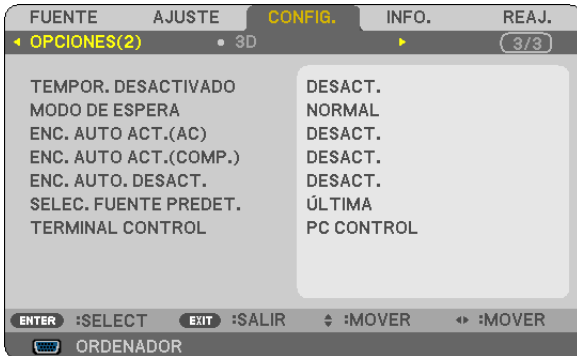 FUENTE AJUSTE CONFIG. INFO. REAJ.
OPCIONES(2) 3D 3/3
TEMPOR. DESACTIVADO DESACT.
MODO DE ESPERA NORMAL
ENC. AUTO ACT.(AC) DESACT.
ENC. AUTO ACT.(COMP.) DESACT.
ENC. AUTO. DESACT. DESACT.
SELEC. FUENTE PREDET. ÚLTIMA
TERMINAL CONTROL PC CONTROL
ENTER :SELECT EXIT :SALIR :MOVER :MOVER
ORDENADOR